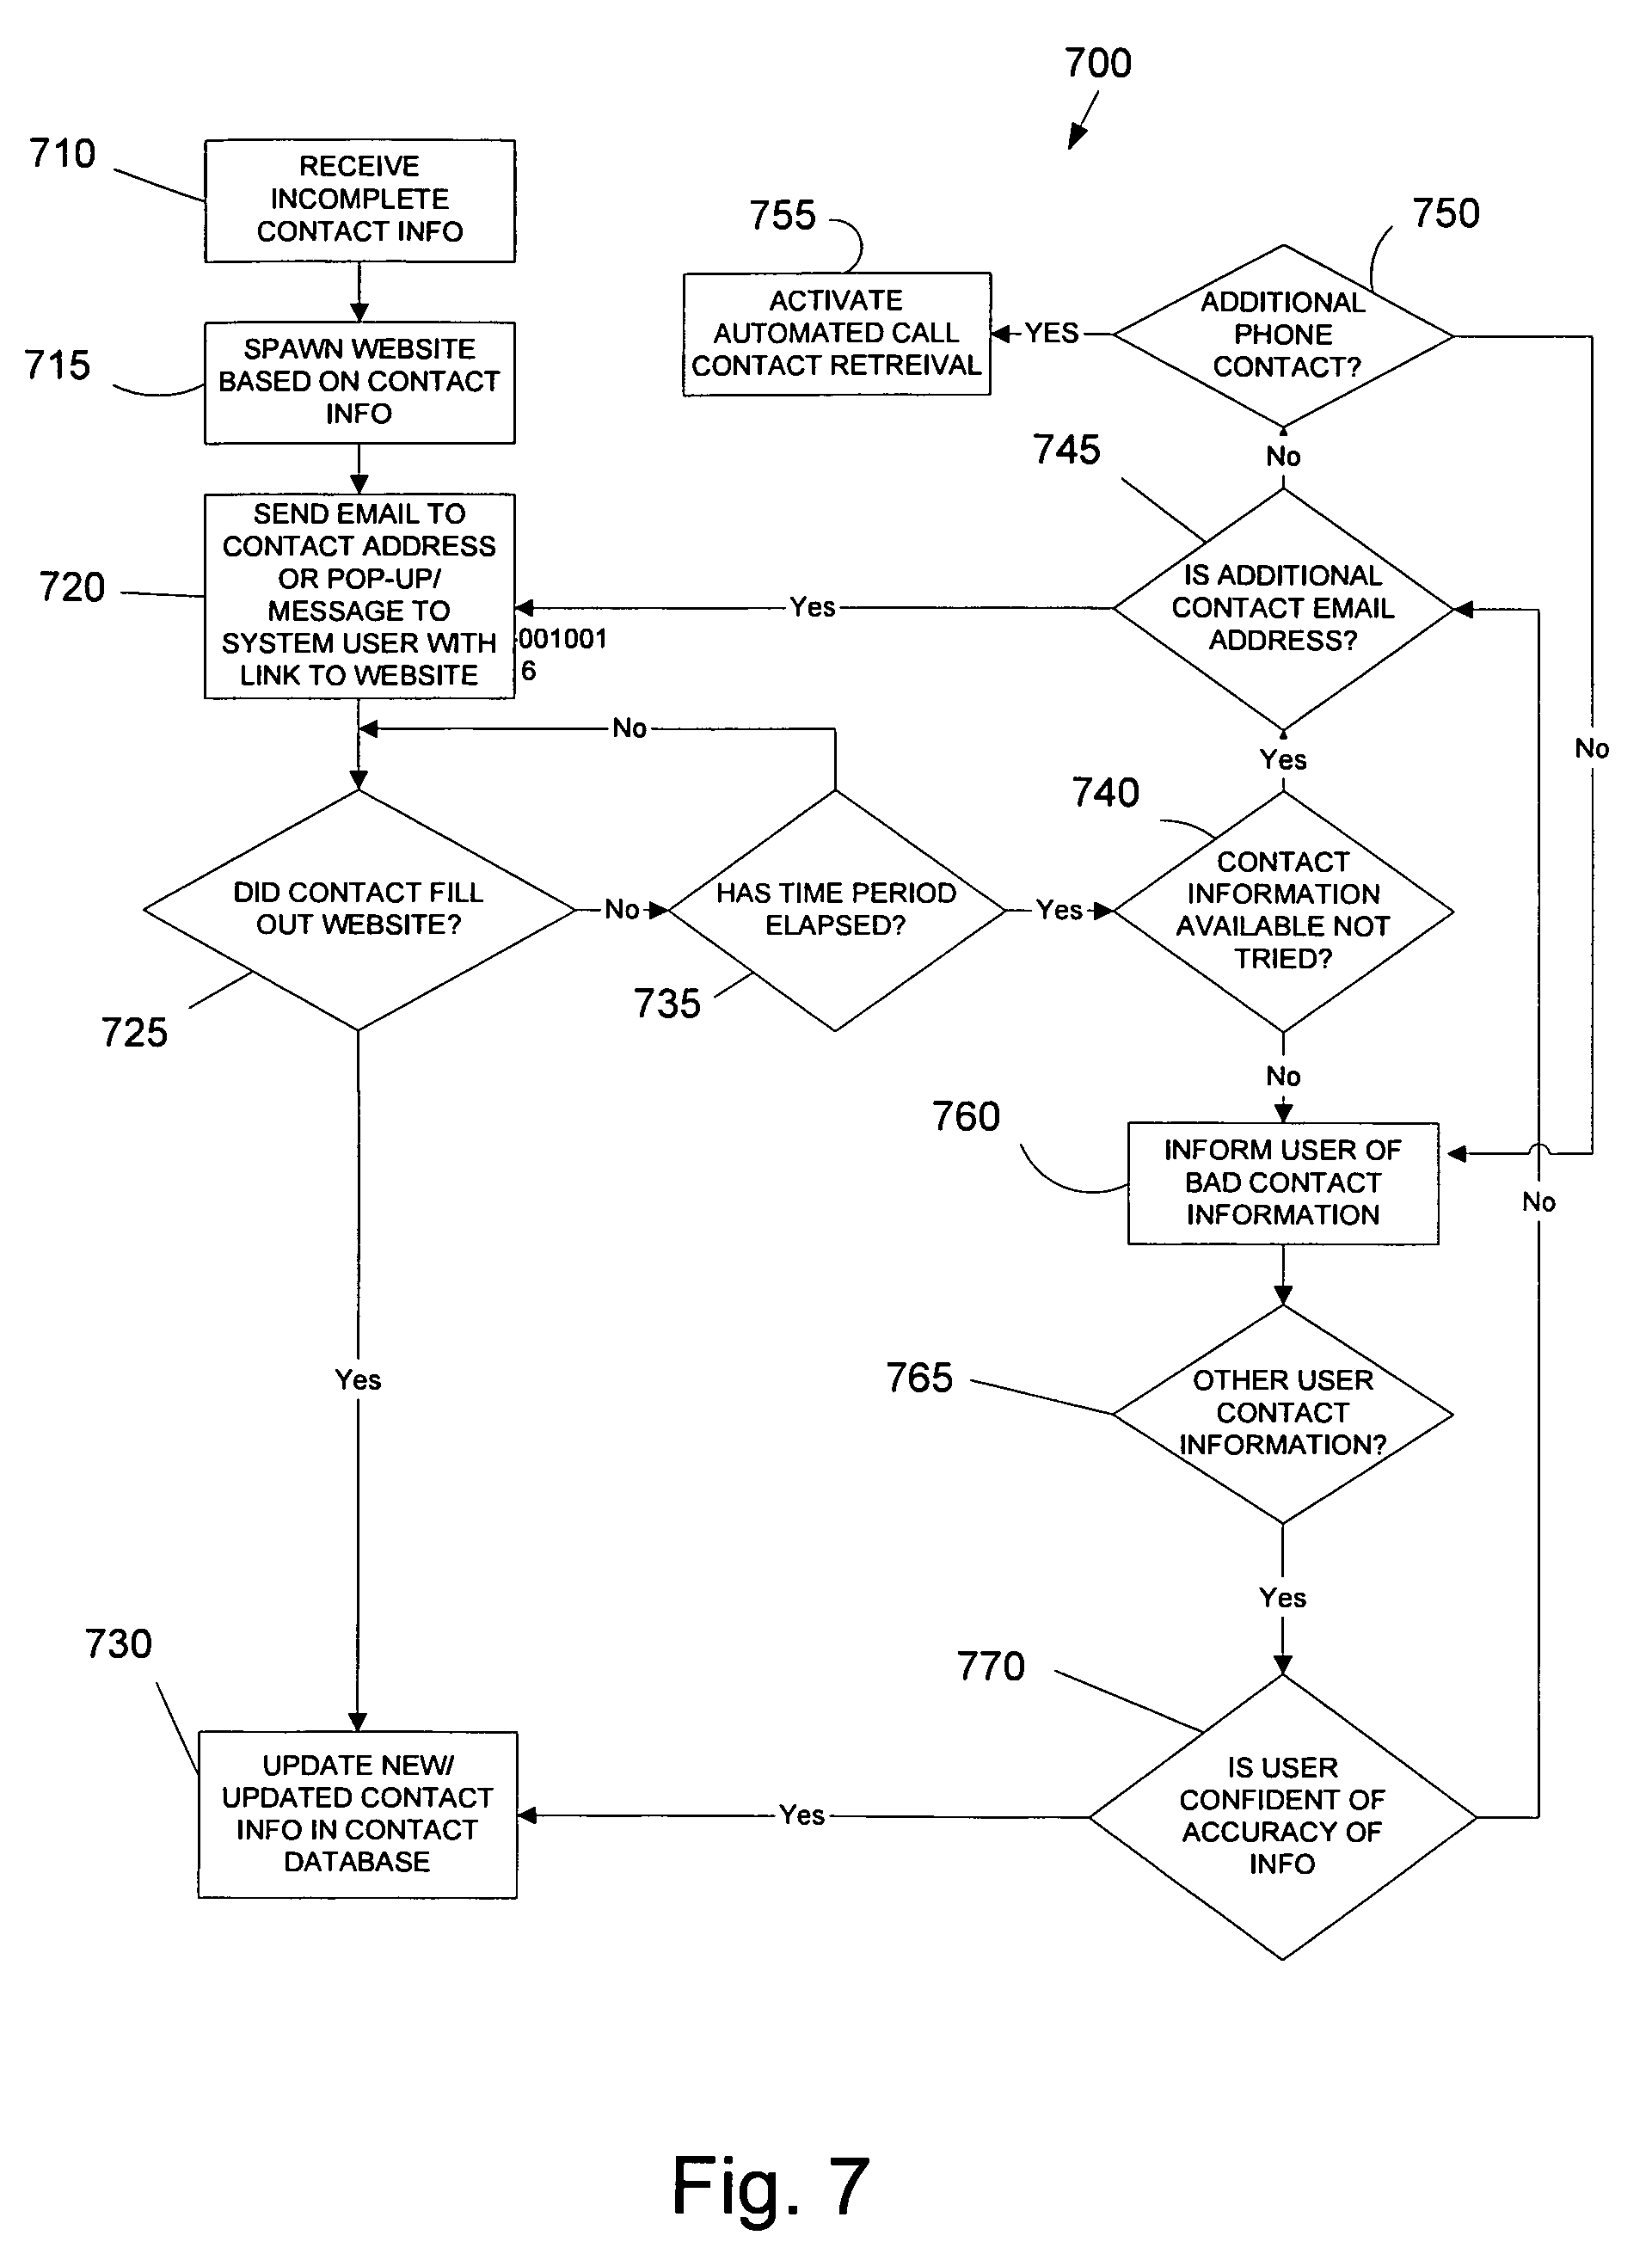 700
710
RECEIVE
INCOMPLETE
CONTACT INFO
715
SPAWN WEBSITE
BASED ON CONTACT
INFO
720
SEND EMAIL TO
CONTACT ADDRESS
OR POP-UP/
MESSAGE TO
SYSTEM USER WITH
LINK TO WEBSITE
001001
6
755
ACTIVATE
AUTOMATED CALL
CONTACT RETREIVAL
YES
750
ADDITIONAL
PHONE
CONTACT?
No
745
IS ADDITIONAL
CONTACT EMAIL
ADDRESS?
Yes
No
No
Yes
740
CONTACT
INFORMATION
AVAILABLE NOT
TRIED?
DID CONTACT FILL
OUT WEBSITE?
725
No
HAS TIME PERIOD
ELAPSED?
735
Yes
No
760
INFORM USER OF
BAD CONTACT
INFORMATION
No
765
OTHER USER
CONTACT
INFORMATION?
Yes
Yes
730
UPDATE NEW/
UPDATED CONTACT
INFO IN CONTACT
DATABASE
Yes
770
IS USER
CONFIDENT OF
ACCURACY OF
INFO
Fig. 7